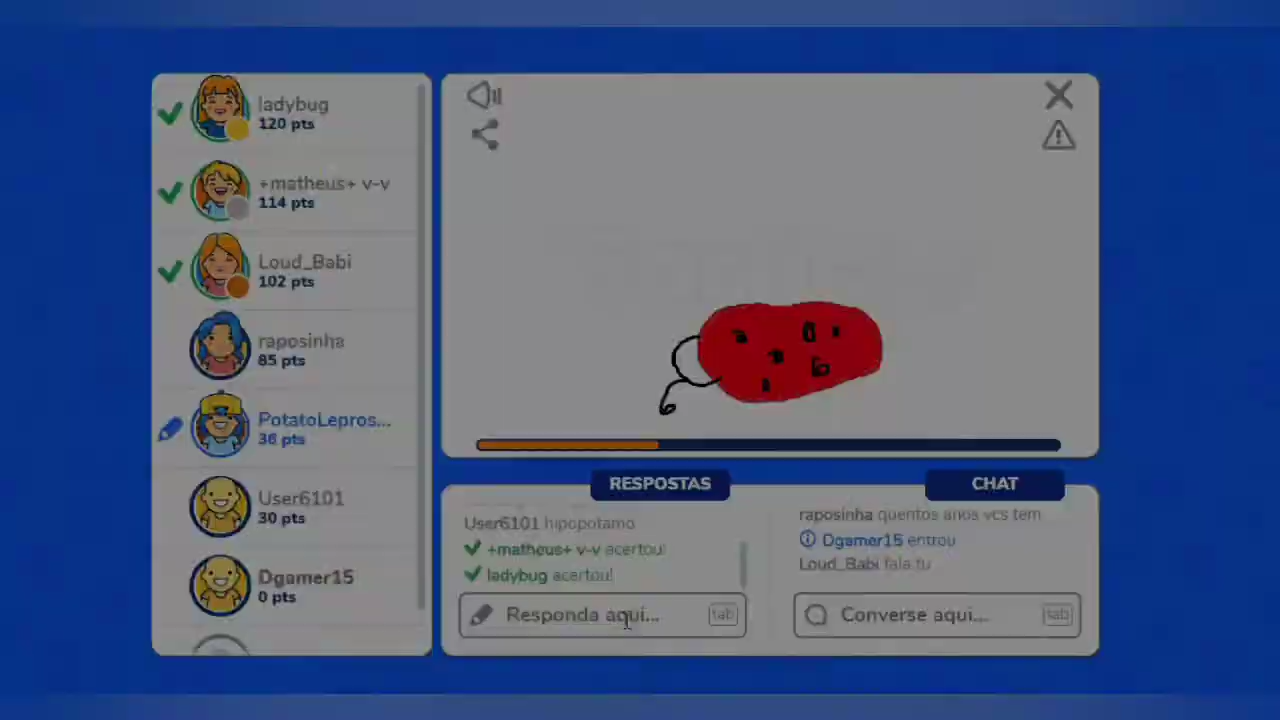 ladybug
120 pts
+matheus+ v-v
114 pts
Loud_Babi
102 pts
raposinha
85 pts
PotatoLepros...
36 pts
User6101
30 pts
Dgamer15
0 pts
RESPOSTAS
User6101 hipopotamo
+matheus+ v-v acertou!
ladybug acertou!
Responda aqui...
tab
CHAT
raposinha quentos anos vcs tem
Dgamer15 entrou
Loud_Babi fala tu
Converse aqui...
tab